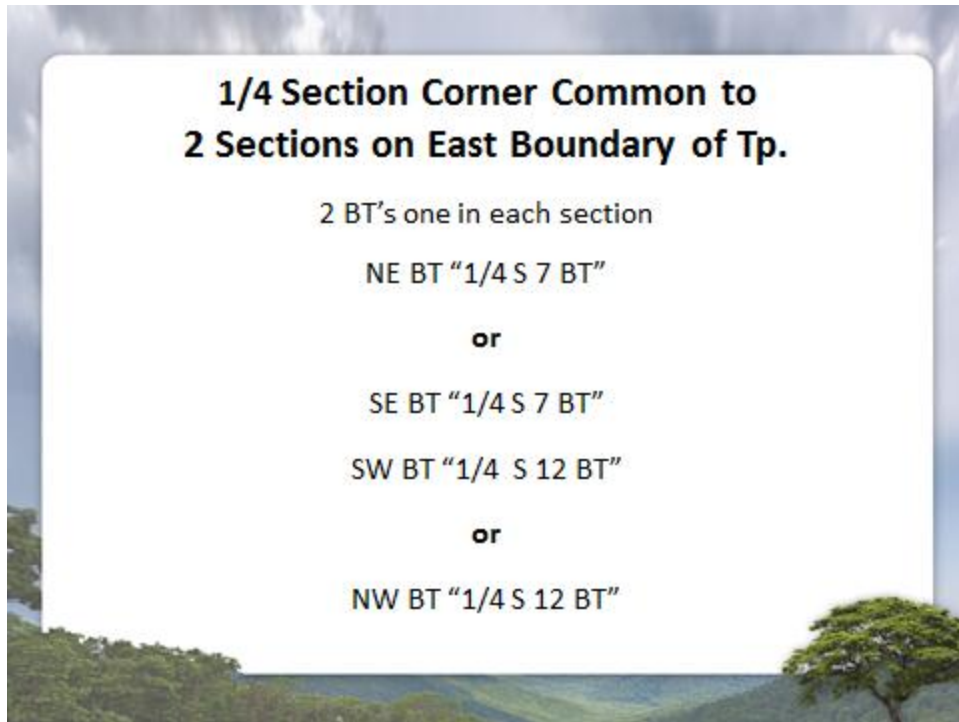 1/4 Section Corner Common to
2 Sections on East Boundary of Tp.
2 BT’s one in each section
NE BT “1/4 S 7 BT”
or
SE BT “1/4 S 7 BT”
SW BT “1/4 S 12 BT”
or
NW BT “1/4 S 12 BT”